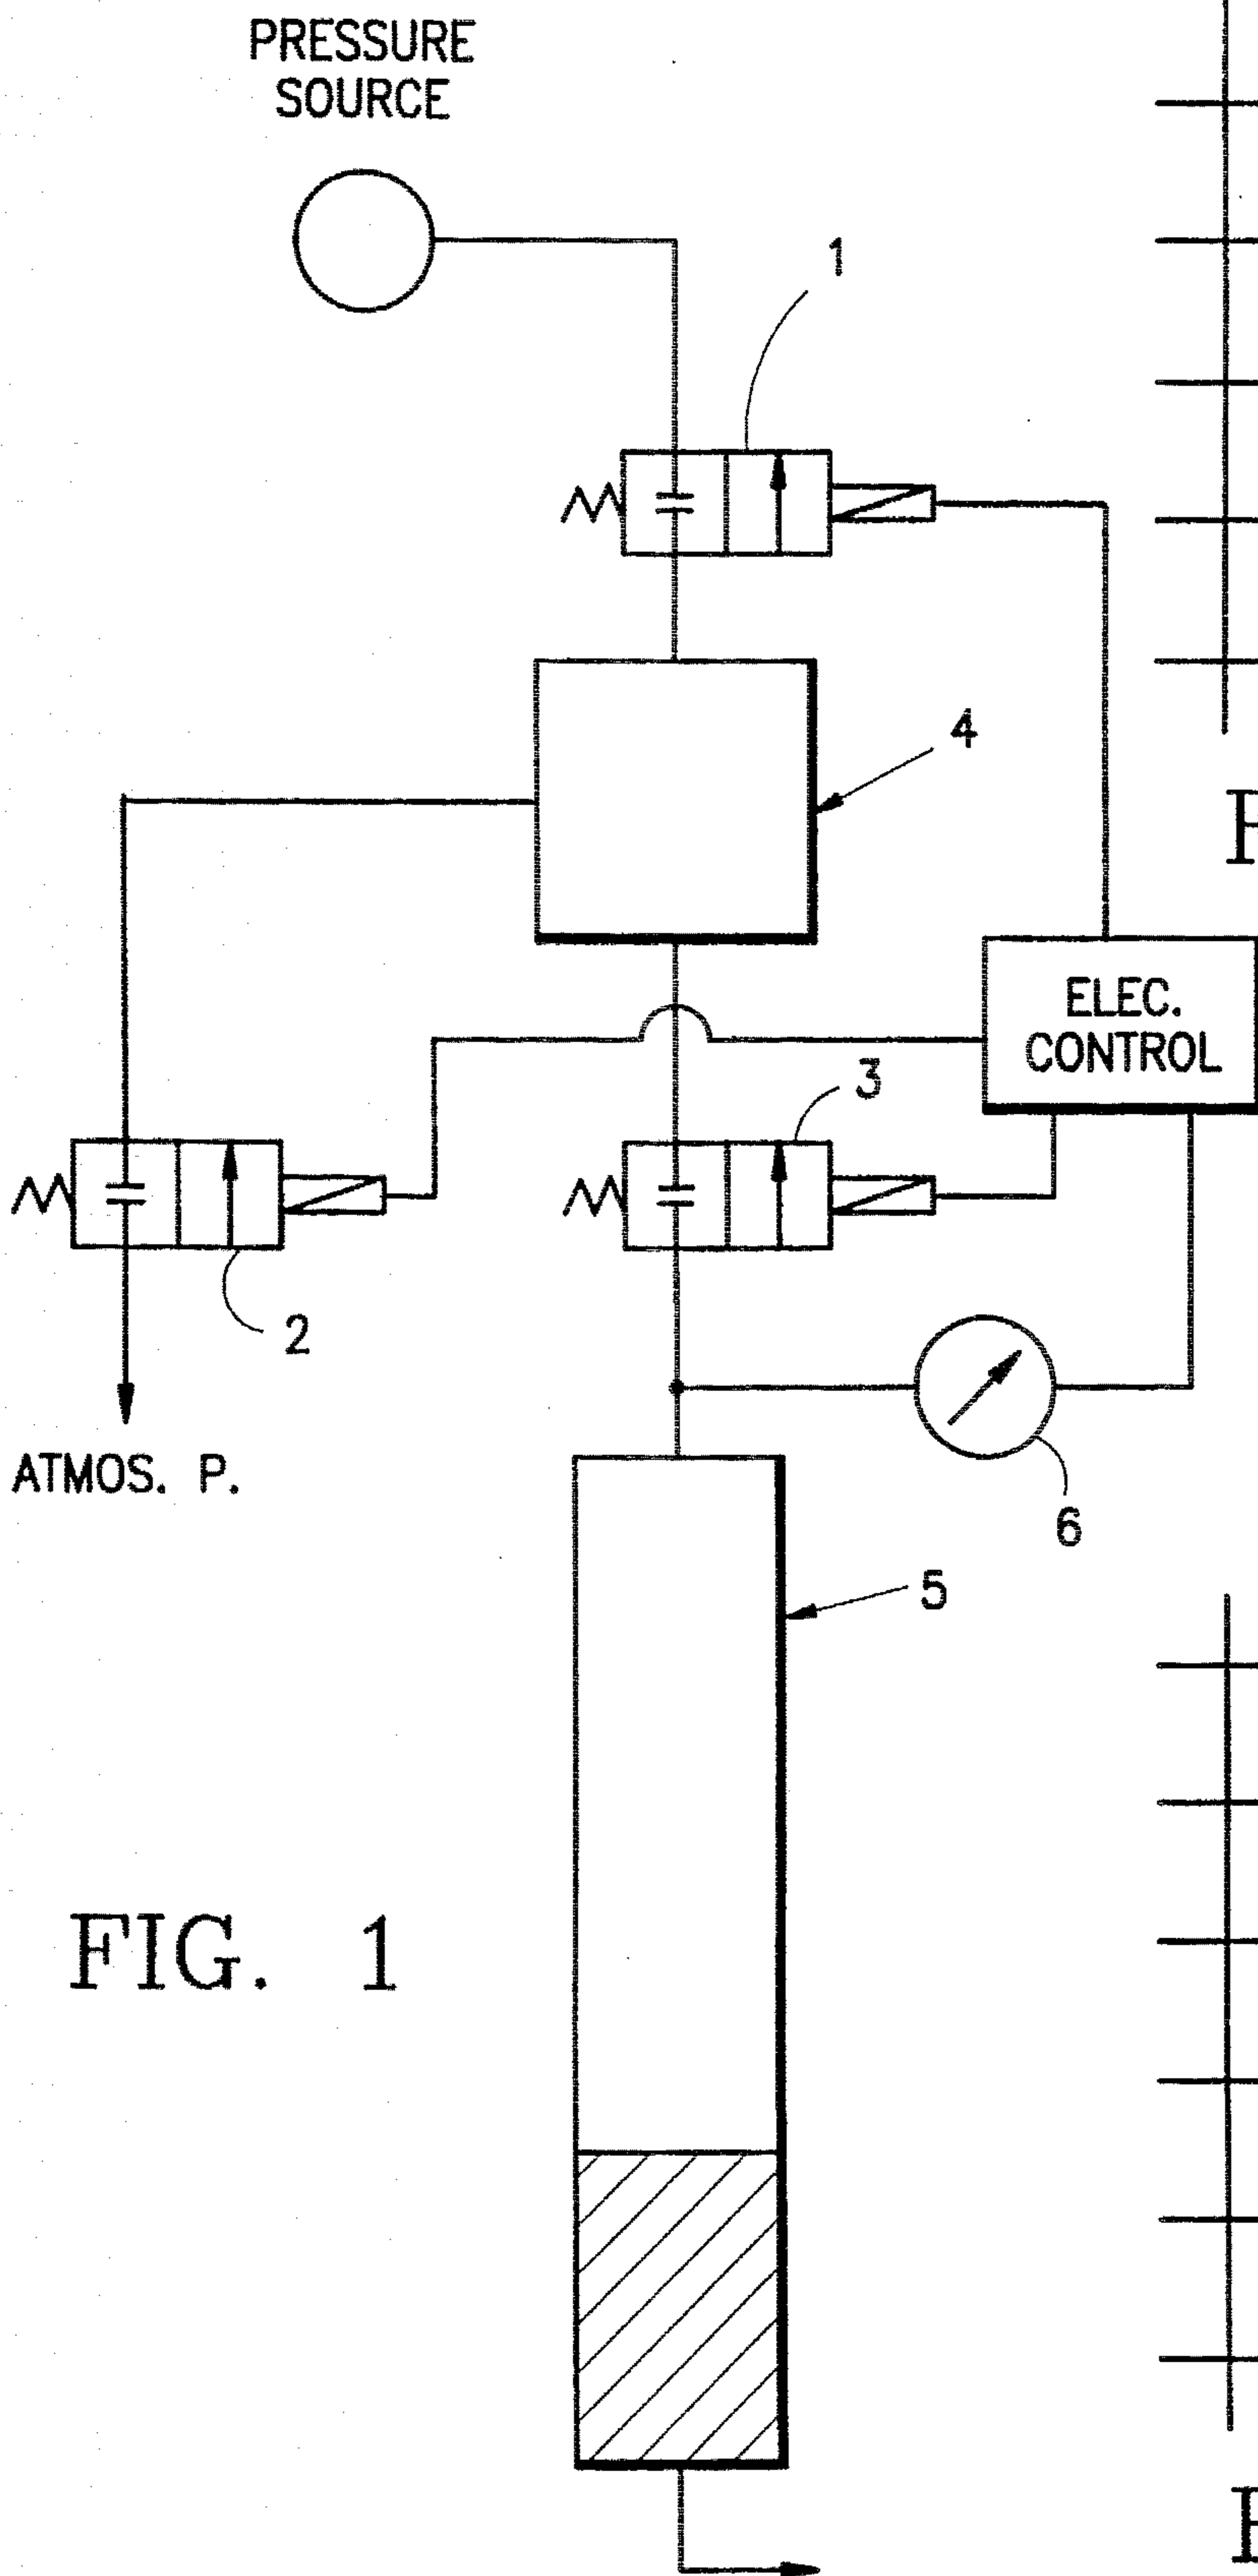 PRESSURE
SOURCE
1
4
ELEC.
CONTROL
3
2
ATMOS. P.
6
5
FIG. 1